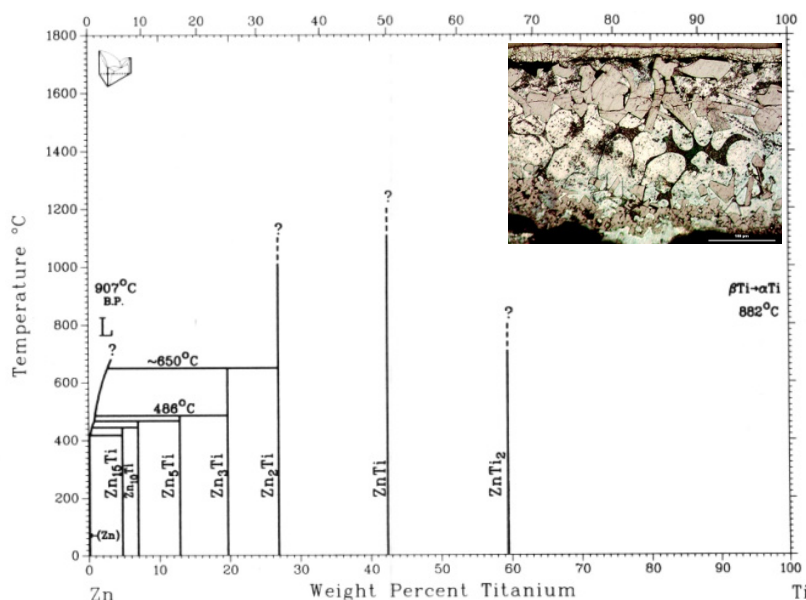 0 10 20 30 40 50 60 70 80 90 100
1800
1600
1400
1200
1000
800
600
400
200
0
Temperature °C
907°C
B.P.
L
?
~650°C
486°C
?
?
?
βTi→αTi
882°C
Zn15Ti
Zn10Ti
Zn5Ti
Zn3Ti
Zn2Ti
ZnTi
ZnTi2
(Zn)
0 10 20 30 40 50 60 70 80 90 100
Zn
Weight Percent Titanium
Ti